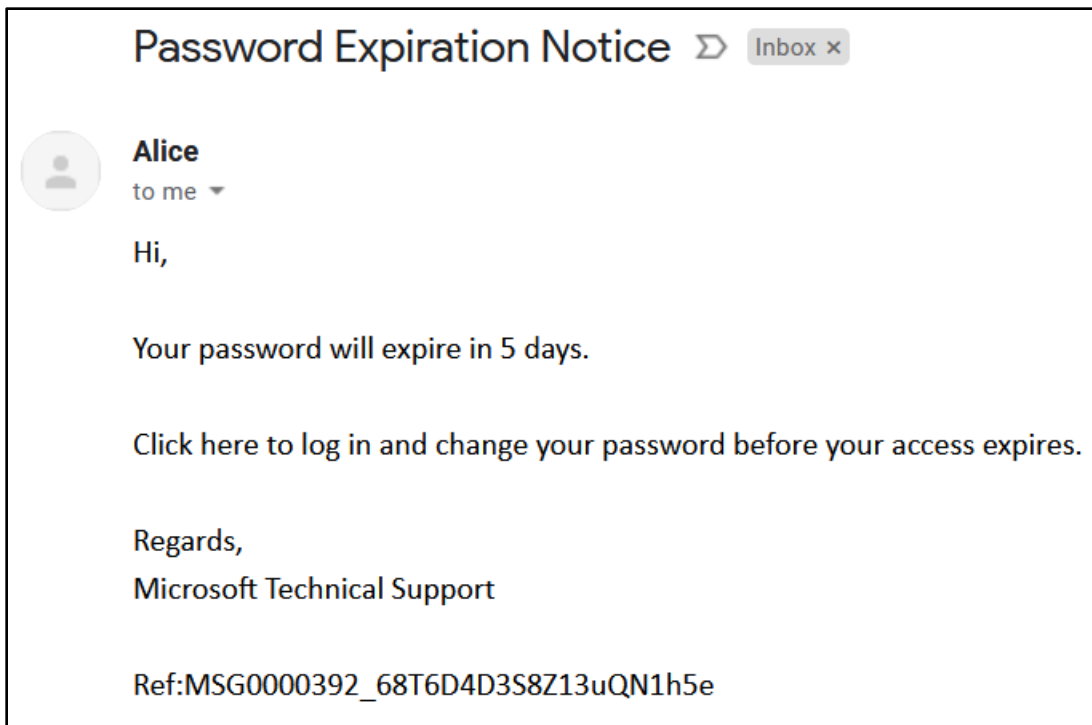 Password Expiration Notice Inbox ×
Alice
to me
Hi,
Your password will expire in 5 days.
Click here to log in and change your password before your access expires.
Regards,
Microsoft Technical Support
Ref:MSG0000392_68T6D4D3S8Z13uQN1h5e